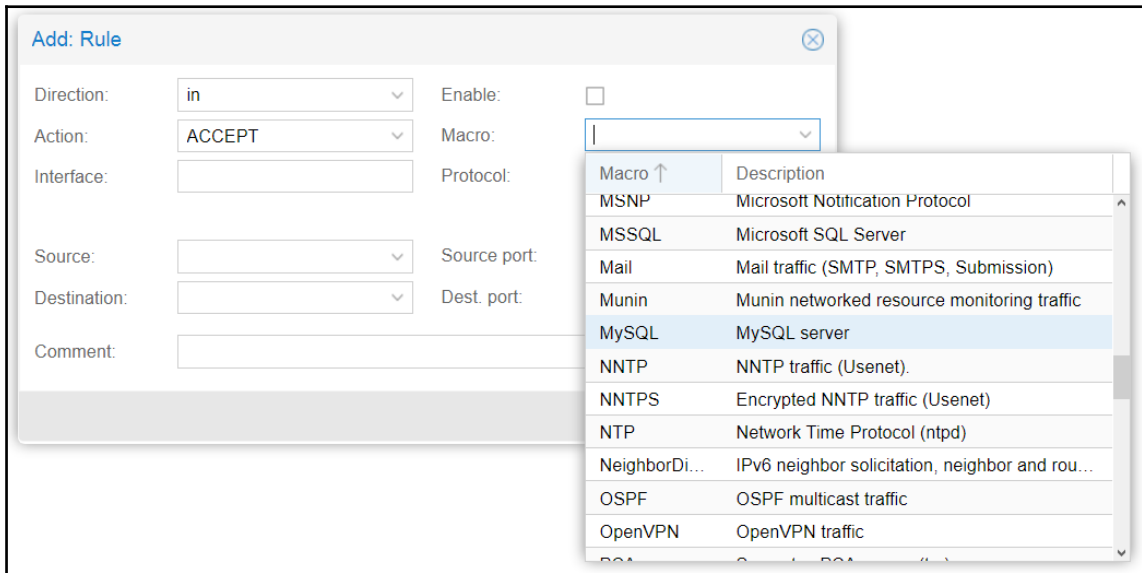 Add: Rule
Direction: in Enable:
Action: ACCEPT Macro:
Interface: Protocol:
Source: Source port:
Destination: Dest. port:
Comment:
Macro Description
MSNP Microsoft Notification Protocol
MSSQL Microsoft SQL Server
Mail Mail traffic (SMTP, SMTPS, Submission)
Munin Munin networked resource monitoring traffic
MySQL MySQL server
NNTP NNTP traffic (Usenet).
NNTPS Encrypted NNTP traffic (Usenet)
NTP Network Time Protocol (ntpd)
NeighborDi... IPv6 neighbor solicitation, neighbor and rou...
OSPF OSPF multicast traffic
OpenVPN OpenVPN traffic